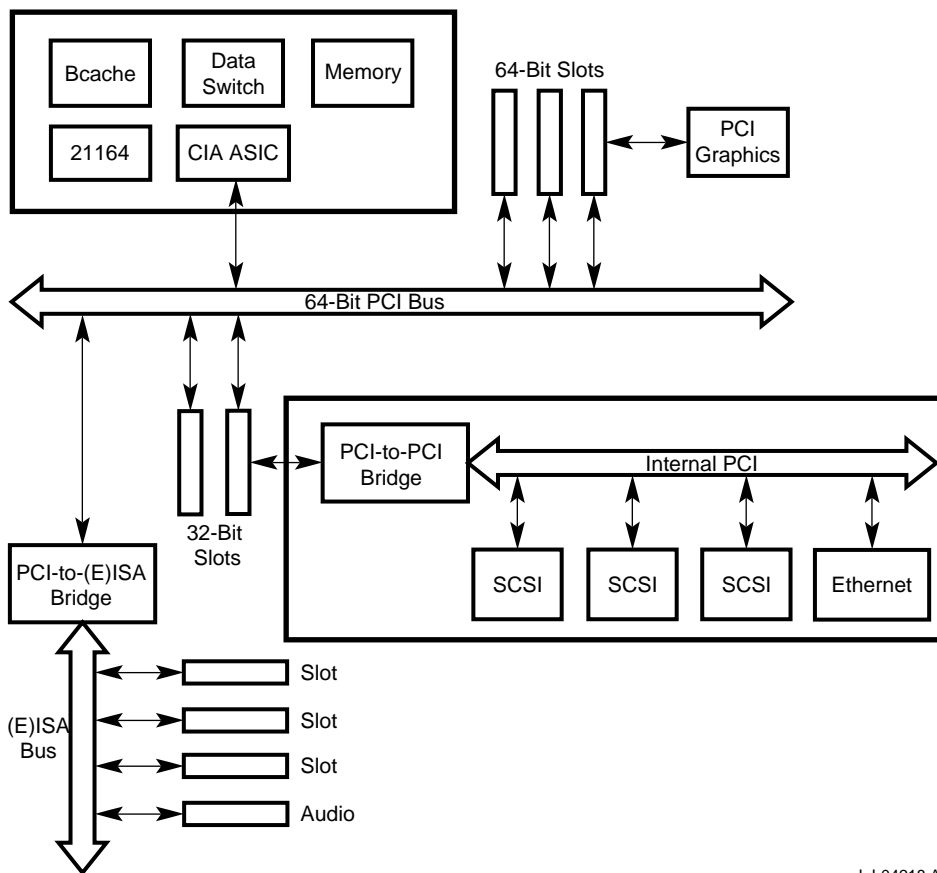 Bcache
Data
Switch
Memory
21164
CIA ASIC
64-Bit Slots
PCI
Graphics
64-Bit PCI Bus
PCI-to-PCI
Bridge
Internal PCI
32-Bit
Slots
SCSI
SCSI
SCSI
Ethernet
PCI-to-(E)ISA
Bridge
(E)ISA
Bus
Slot
Slot
Slot
Audio